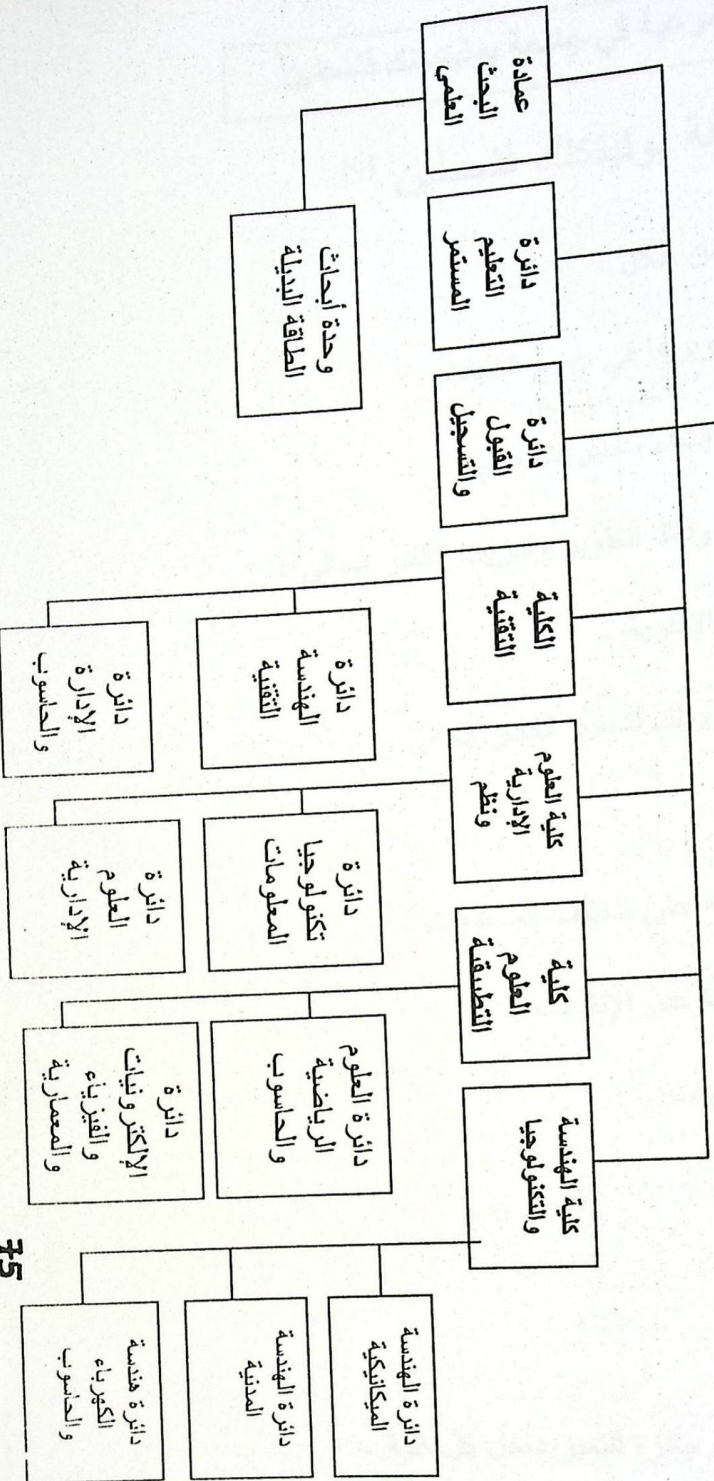 عمادة
البحث
العلمي
دائرة
التعليم
المستمر
دائرة
القبول
والتسجيل
الكلية
التقنية
كلية العلوم
الإدارية
ونظم
كلية
العلوم
التطبيقية
كلية الهندسة
والتكنولوجيا
وحدة أبحاث
الطاقة البديلة
دائرة
الهندسة
التقنية
دائرة
الإدارة
والحاسوب
دائرة
تكنولوجيا
المعلومات
دائرة
العلوم
الإدارية
دائرة العلوم
الرياضية
والحاسوب
دائرة
الإلكترونيات
والفيزياء
والمعمارية
دائرة الهندسة
الميكانيكية
دائرة الهندسة
المدنية
دائرة هندسة
الكهرباء
والحاسوب
75